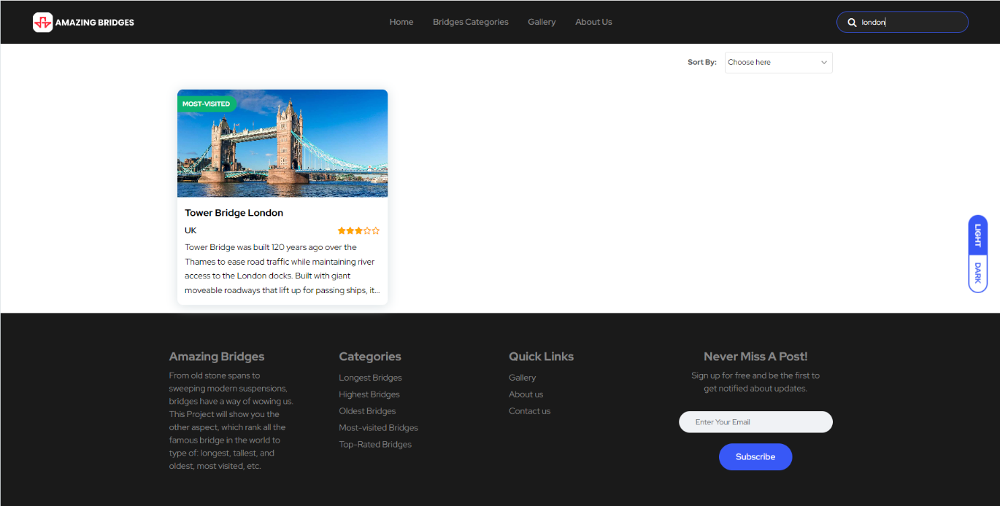 AMAZING BRIDGES
Home
Bridges Categories
Gallery
About Us
london
Sort By:
Choose here
MOST-VISITED
Tower Bridge London
UK
Tower Bridge was built 120 years ago over the
Thames to ease road traffic while maintaining river
access to the London docks. Built with giant
moveable roadways that lift up for passing ships, it...
LIGHT
DARK
Amazing Bridges
From old stone spans to
sweeping modern suspensions,
bridges have a way of wowing us.
This Project will show you the
other aspect, which rank all the
famous bridge in the world to
type of: longest, tallest, and
oldest, most visited, etc.
Categories
Longest Bridges
Highest Bridges
Oldest Bridges
Most-visited Bridges
Top-Rated Bridges
Quick Links
Gallery
About us
Contact us
Never Miss A Post!
Sign up for free and be the first to
get notified about updates.
Enter Your Email
Subscribe